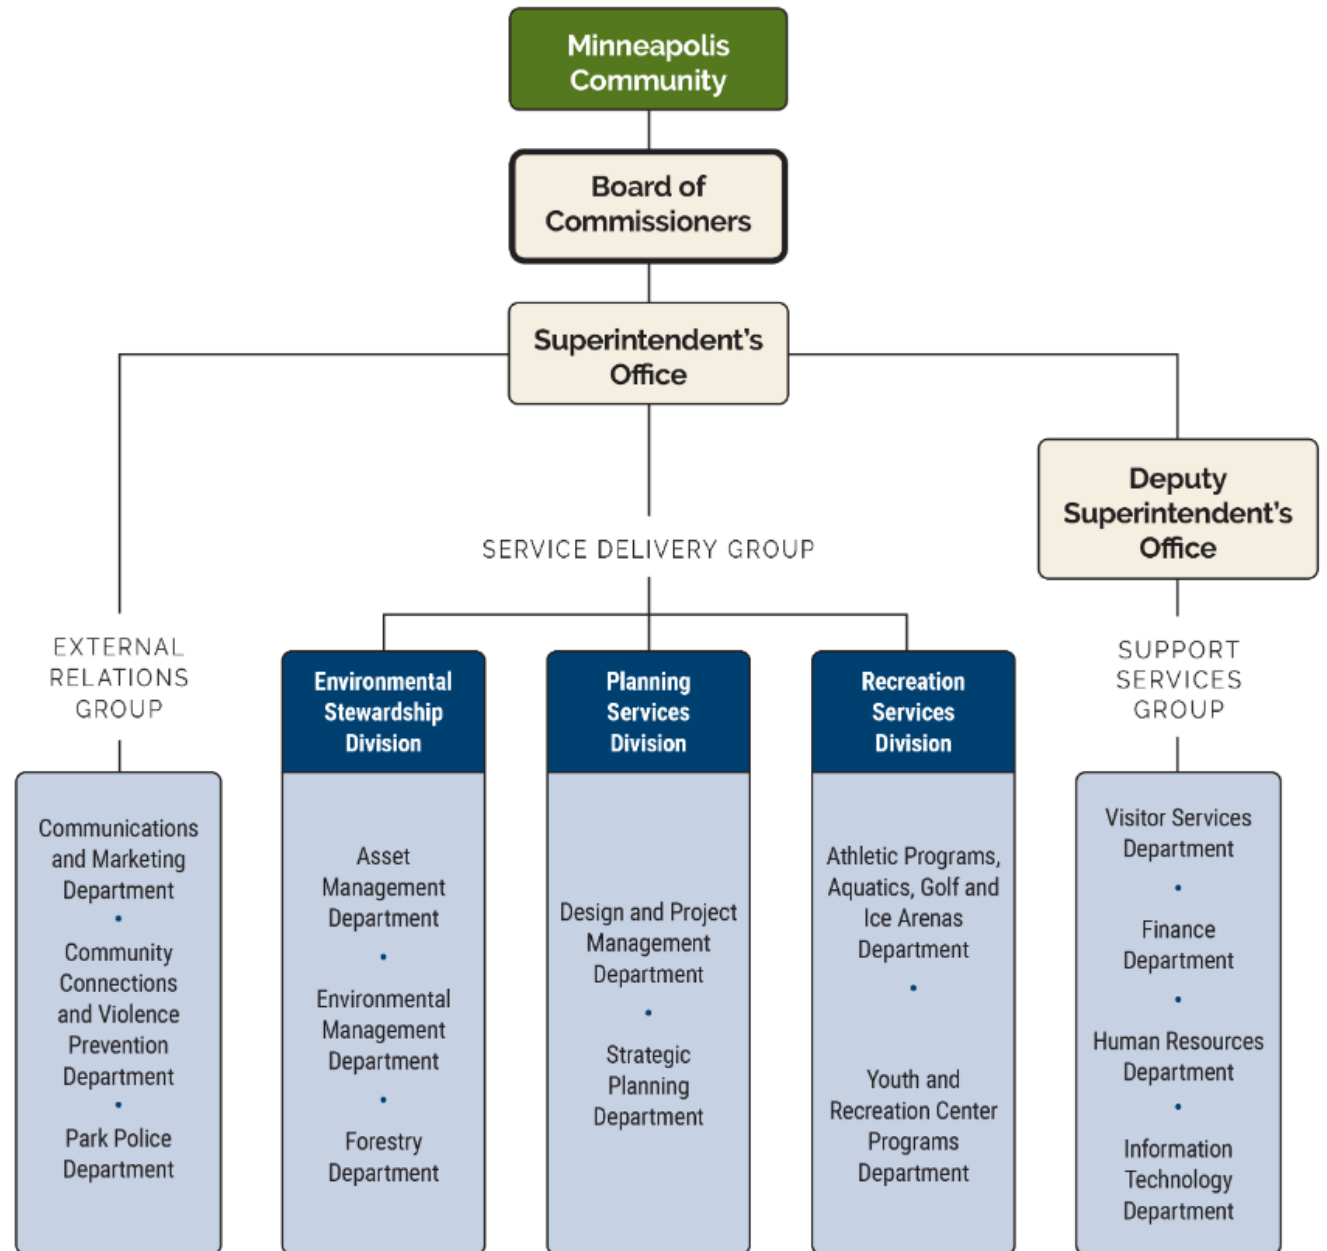 Minneapolis
Community
Board of
Commissioners
Superintendent’s
Office
Deputy
Superintendent’s
Office
SERVICE DELIVERY GROUP
EXTERNAL
RELATIONS
GROUP
Communications
and Marketing
Department
•
Community
Connections
and Violence
Prevention
Department
•
Park Police
Department
Environmental
Stewardship
Division
Asset
Management
Department
•
Environmental
Management
Department
•
Forestry
Department
Planning
Services
Division
Design and Project
Management
Department
•
Strategic
Planning
Department
Recreation
Services
Division
Athletic Programs,
Aquatics, Golf and
Ice Arenas
Department
•
Youth and
Recreation Center
Programs
Department
SUPPORT
SERVICES
GROUP
Visitor Services
Department
•
Finance
Department
•
Human Resources
Department
•
Information
Technology
Department